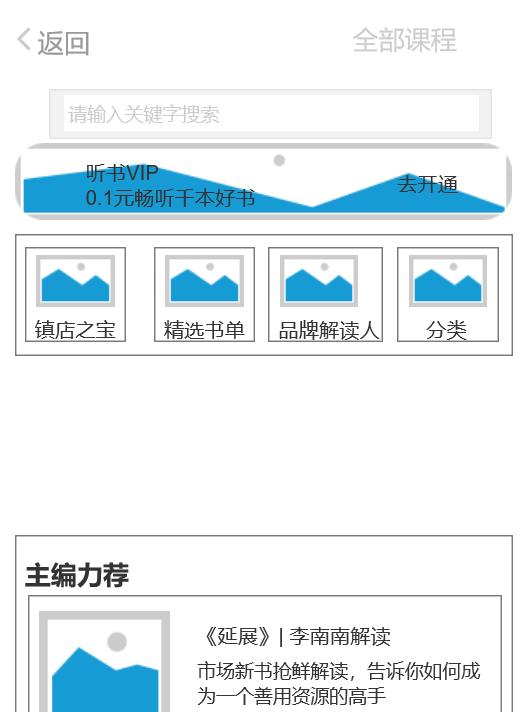 返回
全部课程
请输入关键字搜索
听书VIP
0.1元畅听千本好书
去开通
镇店之宝
精选书单
品牌解读人
分类
主编力荐
《延展》| 李南南解读
市场新书抢鲜解读，告诉你如何成
为一个善用资源的高手